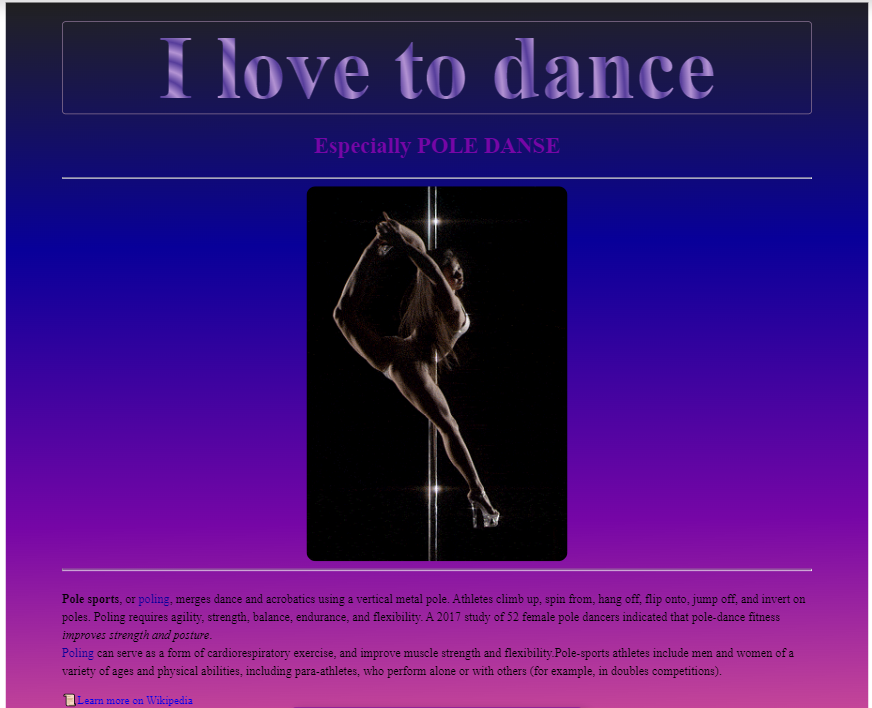 I love to dance
Especially POLE DANSE
Pole sports, or poling, merges dance and acrobatics using a vertical metal pole. Athletes climb up, spin from, hang off, flip onto, jump off, and invert on
poles. Poling requires agility, strength, balance, endurance, and flexibility. A 2017 study of 52 female pole dancers indicated that pole-dance fitness
improves strength and posture.
Poling can serve as a form of cardiorespiratory exercise, and improve muscle strength and flexibility.Pole-sports athletes include men and women of a
variety of ages and physical abilities, including para-athletes, who perform alone or with others (for example, in doubles competitions).
Learn more on Wikipedia